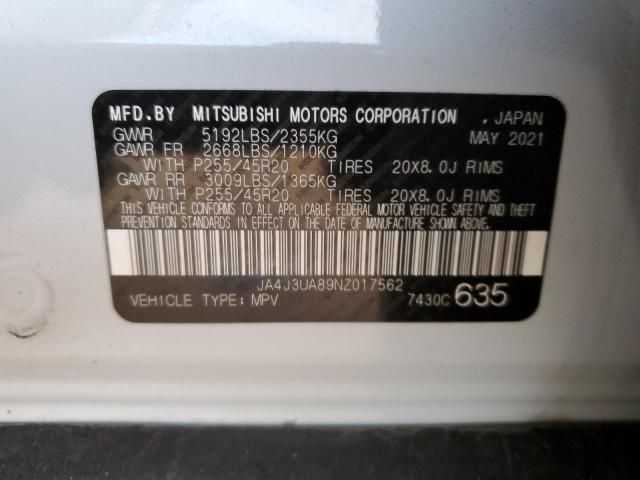 MFD.BY MITSUBISHI MOTORS CORPORATION , JAPAN
GVWR 5192LBS/2355KG MAY 2021
GAWR FR 2668LBS/1210KG
WITH P255/45R20 TIRES 20X8.0J RIMS
GAWR RR 3009LBS/1365KG
WITH P255/45R20 TIRES 20X8.0J RIMS
THIS VEHICLE CONFORMS TO ALL APPLICABLE FEDERAL MOTOR VEHICLE SAFETY AND THEFT
PREVENTION STANDARDS IN EFFECT ON THE DATE OF MANUFACTURE SHOWN ABOVE.
JA4J3UA89NZ017562
VEHICLE TYPE: MPV 7430C 635